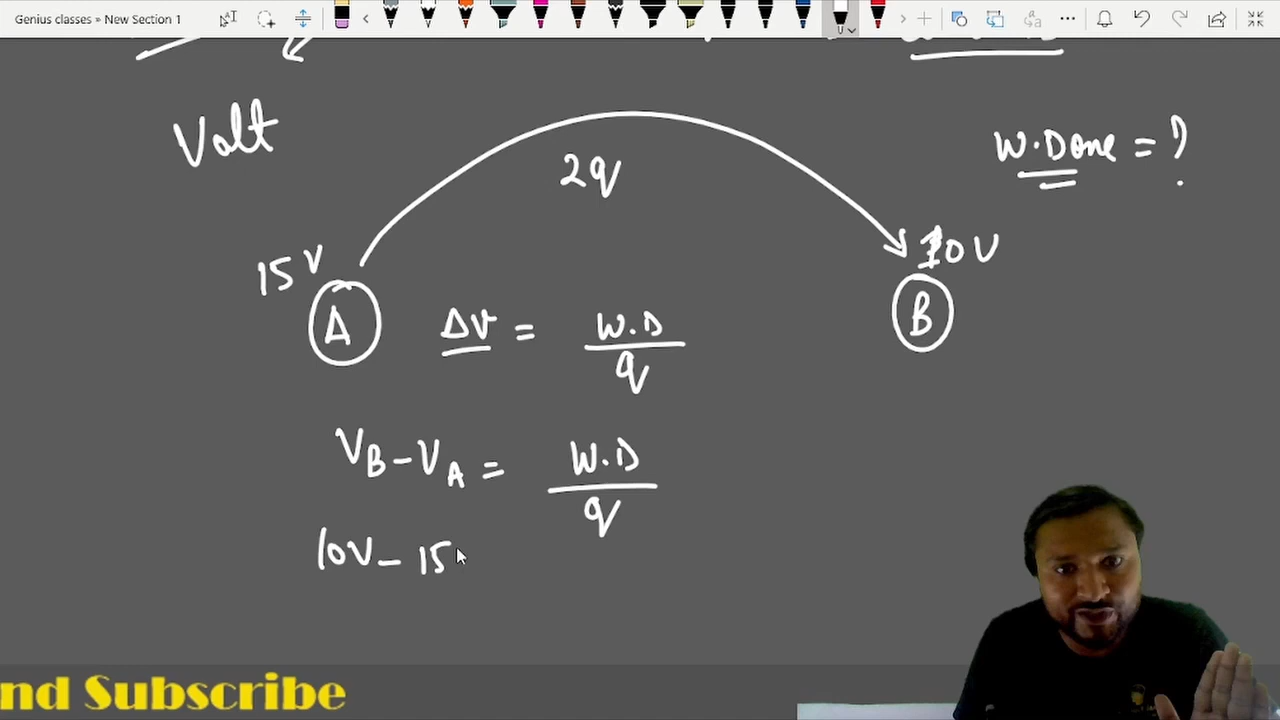 Genius classes » New Section 1
Volt
2q
W.Done = ?
15V
10V
A
B
ΔV = W.D / q
VB - VA = W.D / q
10V - 15
nd Subscribe